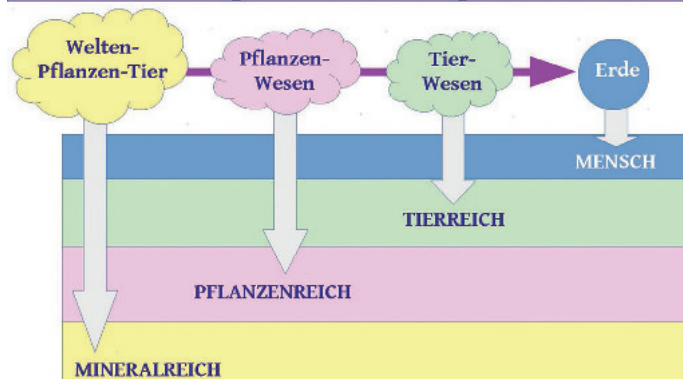 Welten-
Pflanzen-Tier
Pflanzen-
Wesen
Tier-
Wesen
Erde
MENSCH
TIERREICH
PFLANZENREICH
MINERALREICH